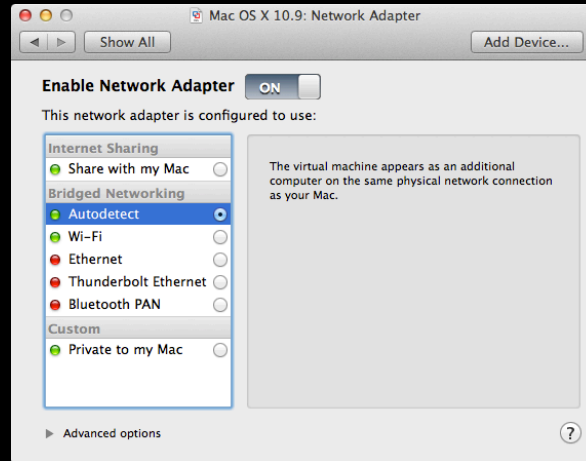 Mac OS X 10.9: Network Adapter
Show All
Add Device...
Enable Network Adapter ON
This network adapter is configured to use:
Internet Sharing
Share with my Mac
Bridged Networking
Autodetect
Wi-Fi
Ethernet
Thunderbolt Ethernet
Bluetooth PAN
Custom
Private to my Mac
The virtual machine appears as an additional
computer on the same physical network connection
as your Mac.
Advanced options
?